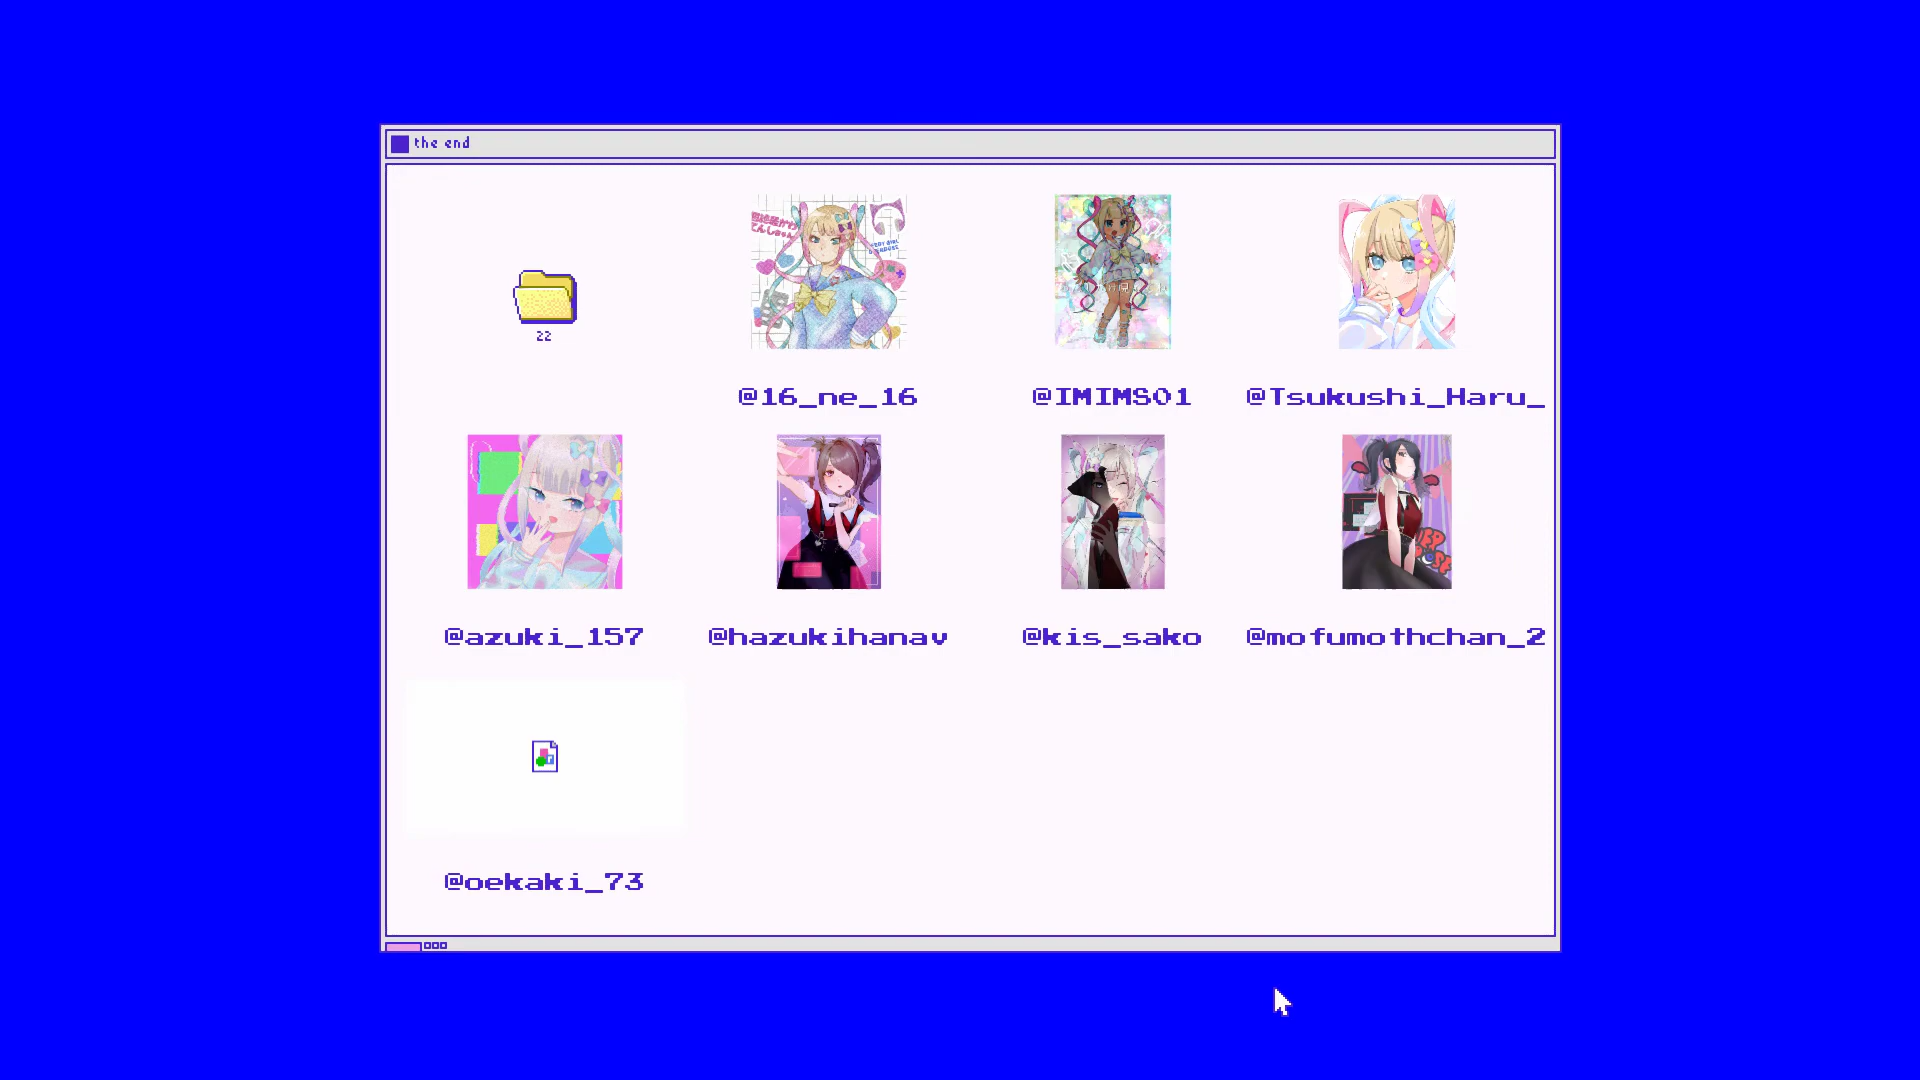 the end
22
@16_ne_16
@IMIMS01
@Tsukushi_Haru_
@azuki_157
@hazukihanav
@kis_sako
@mofumothchan_2
@oekaki_73